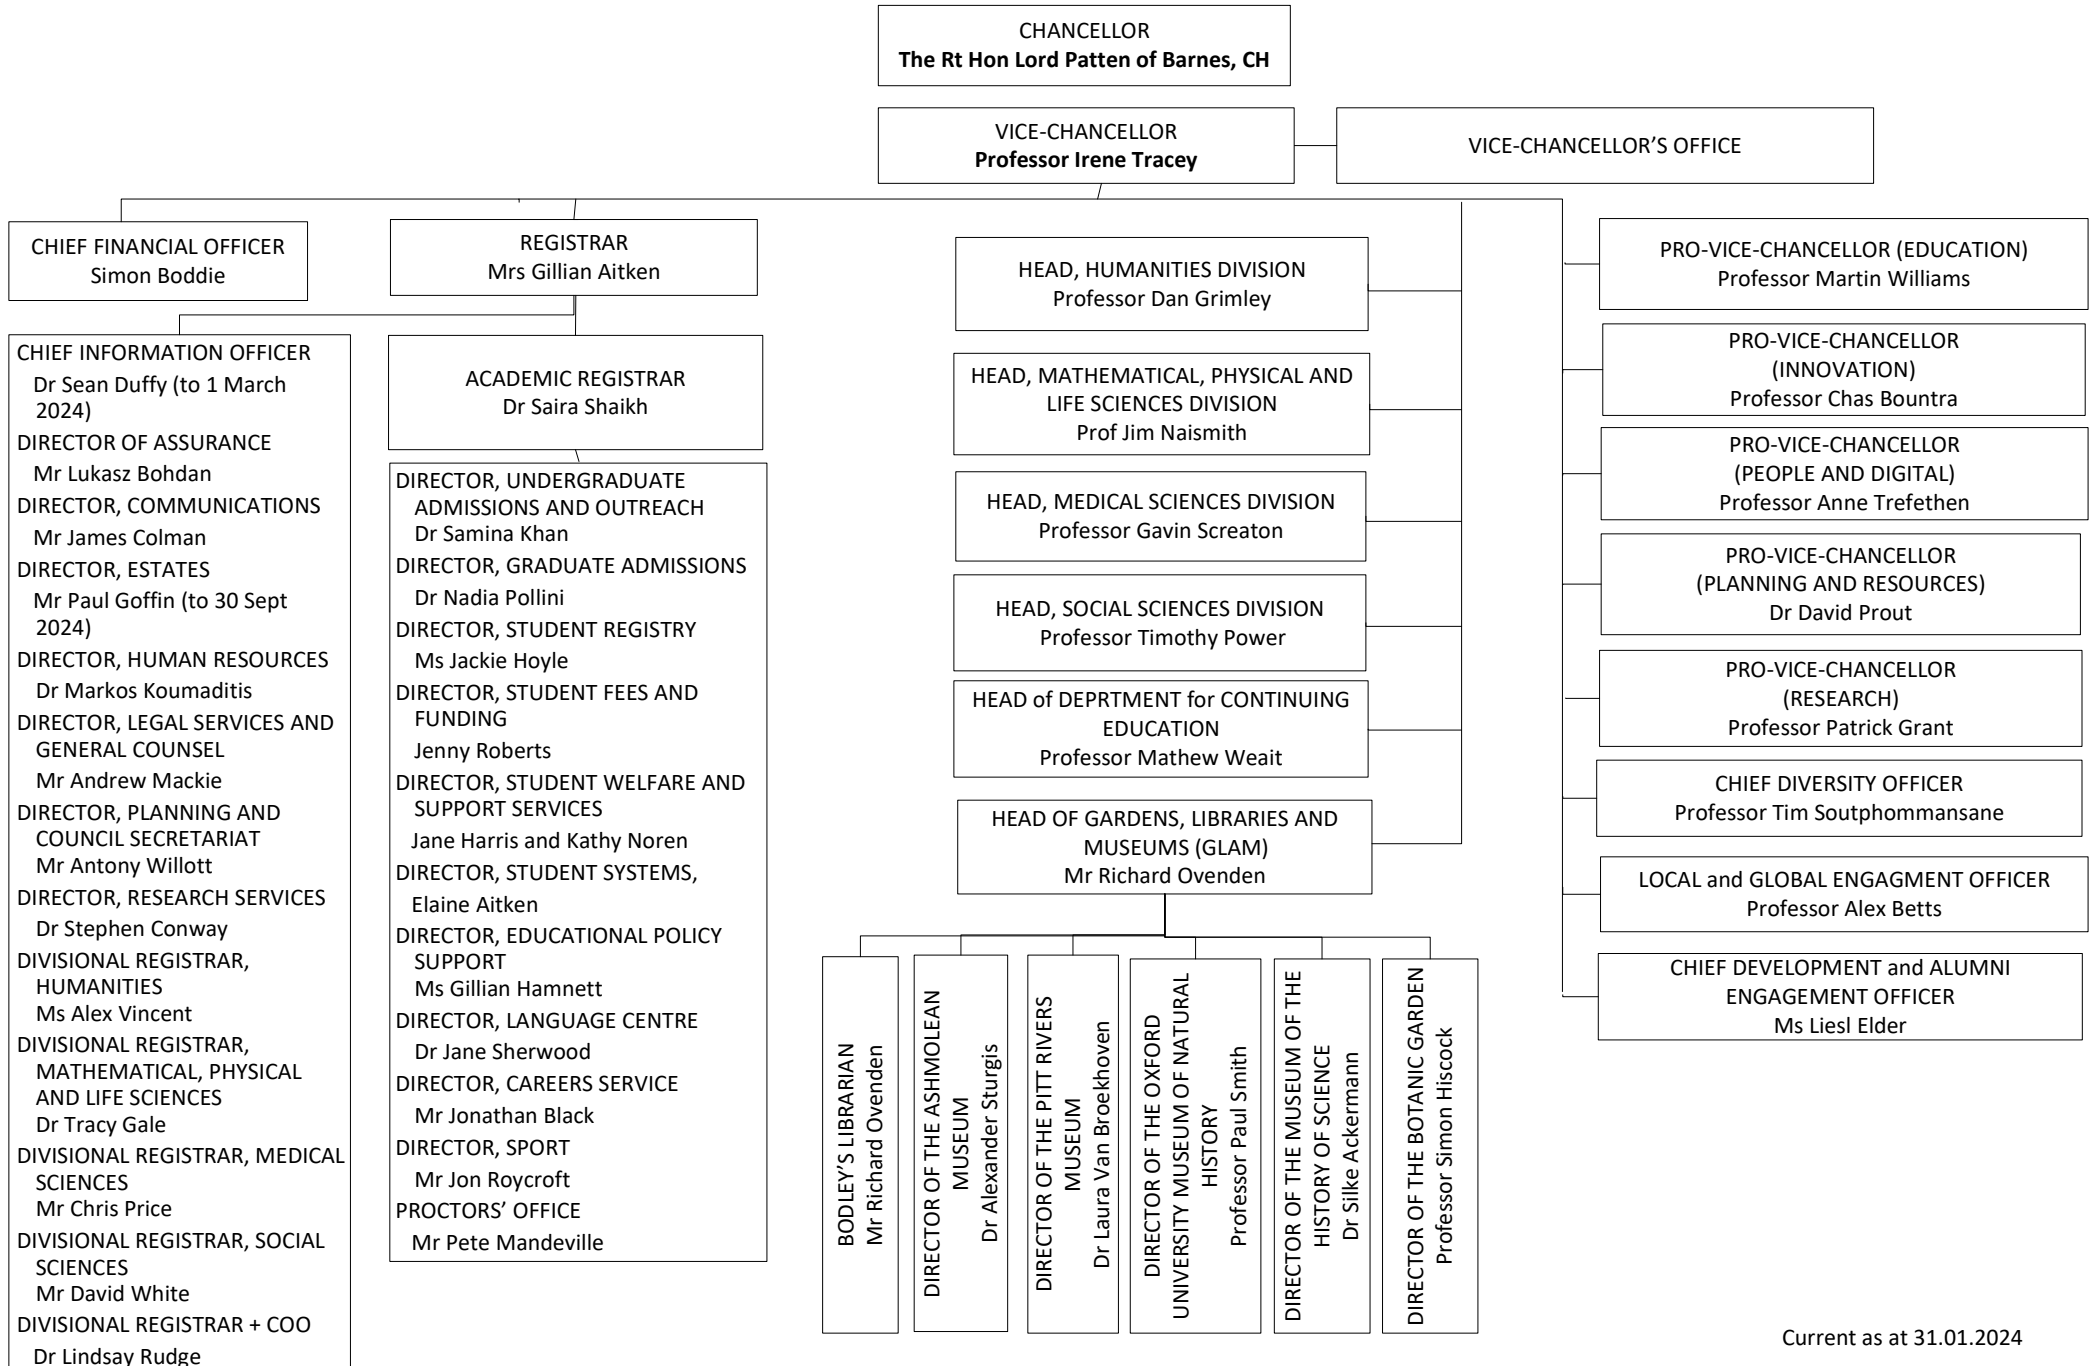 CHANCELLOR
The Rt Hon Lord Patten of Barnes, CH
VICE-CHANCELLOR
Professor Irene Tracey
VICE-CHANCELLOR’S OFFICE
CHIEF FINANCIAL OFFICER
Simon Boddie
REGISTRAR
Mrs Gillian Aitken
CHIEF INFORMATION OFFICER
Dr Sean Duffy (to 1 March
2024)
DIRECTOR OF ASSURANCE
Mr Lukasz Bohdan
DIRECTOR, COMMUNICATIONS
Mr James Colman
DIRECTOR, ESTATES
Mr Paul Goffin (to 30 Sept
2024)
DIRECTOR, HUMAN RESOURCES
Dr Markos Koumaditis
DIRECTOR, LEGAL SERVICES AND
GENERAL COUNSEL
Mr Andrew Mackie
DIRECTOR, PLANNING AND
COUNCIL SECRETARIAT
Mr Antony Willott
DIRECTOR, RESEARCH SERVICES
Dr Stephen Conway
DIVISIONAL REGISTRAR,
HUMANITIES
Ms Alex Vincent
DIVISIONAL REGISTRAR,
MATHEMATICAL, PHYSICAL
AND LIFE SCIENCES
Dr Tracy Gale
DIVISIONAL REGISTRAR, MEDICAL
SCIENCES
Mr Chris Price
DIVISIONAL REGISTRAR, SOCIAL
SCIENCES
Mr David White
DIVISIONAL REGISTRAR + COO
Dr Lindsay Rudge
ACADEMIC REGISTRAR
Dr Saira Shaikh
DIRECTOR, UNDERGRADUATE
ADMISSIONS AND OUTREACH
Dr Samina Khan
DIRECTOR, GRADUATE ADMISSIONS
Dr Nadia Pollini
DIRECTOR, STUDENT REGISTRY
Ms Jackie Hoyle
DIRECTOR, STUDENT FEES AND
FUNDING
Jenny Roberts
DIRECTOR, STUDENT WELFARE AND
SUPPORT SERVICES
Jane Harris and Kathy Noren
DIRECTOR, STUDENT SYSTEMS,
Elaine Aitken
DIRECTOR, EDUCATIONAL POLICY
SUPPORT
Ms Gillian Hamnett
DIRECTOR, LANGUAGE CENTRE
Dr Jane Sherwood
DIRECTOR, CAREERS SERVICE
Mr Jonathan Black
DIRECTOR, SPORT
Mr Jon Roycroft
PROCTORS’ OFFICE
Mr Pete Mandeville
HEAD, HUMANITIES DIVISION
Professor Dan Grimley
HEAD, MATHEMATICAL, PHYSICAL AND
LIFE SCIENCES DIVISION
Prof Jim Naismith
HEAD, MEDICAL SCIENCES DIVISION
Professor Gavin Screaton
HEAD, SOCIAL SCIENCES DIVISION
Professor Timothy Power
HEAD of DEPRTMENT for CONTINUING
EDUCATION
Professor Mathew Weait
HEAD OF GARDENS, LIBRARIES AND
MUSEUMS (GLAM)
Mr Richard Ovenden
BODLEY’S LIBRARIAN
Mr Richard Ovenden
DIRECTOR OF THE ASHMOLEAN
MUSEUM
Dr Alexander Sturgis
DIRECTOR OF THE PITT RIVERS
MUSEUM
Dr Laura Van Broekhoven
DIRECTOR OF THE OXFORD
UNIVERSITY MUSEUM OF NATURAL
HISTORY
Professor Paul Smith
DIRECTOR OF THE MUSEUM OF THE
HISTORY OF SCIENCE
Dr Silke Ackermann
DIRECTOR OF THE BOTANIC GARDEN
Professor Simon Hiscock
PRO-VICE-CHANCELLOR (EDUCATION)
Professor Martin Williams
PRO-VICE-CHANCELLOR
(INNOVATION)
Professor Chas Bountra
PRO-VICE-CHANCELLOR
(PEOPLE AND DIGITAL)
Professor Anne Trefethen
PRO-VICE-CHANCELLOR
(PLANNING AND RESOURCES)
Dr David Prout
PRO-VICE-CHANCELLOR
(RESEARCH)
Professor Patrick Grant
CHIEF DIVERSITY OFFICER
Professor Tim Soutphommansane
LOCAL and GLOBAL ENGAGMENT OFFICER
Professor Alex Betts
CHIEF DEVELOPMENT and ALUMNI
ENGAGEMENT OFFICER
Ms Liesl Elder
Current as at 31.01.2024